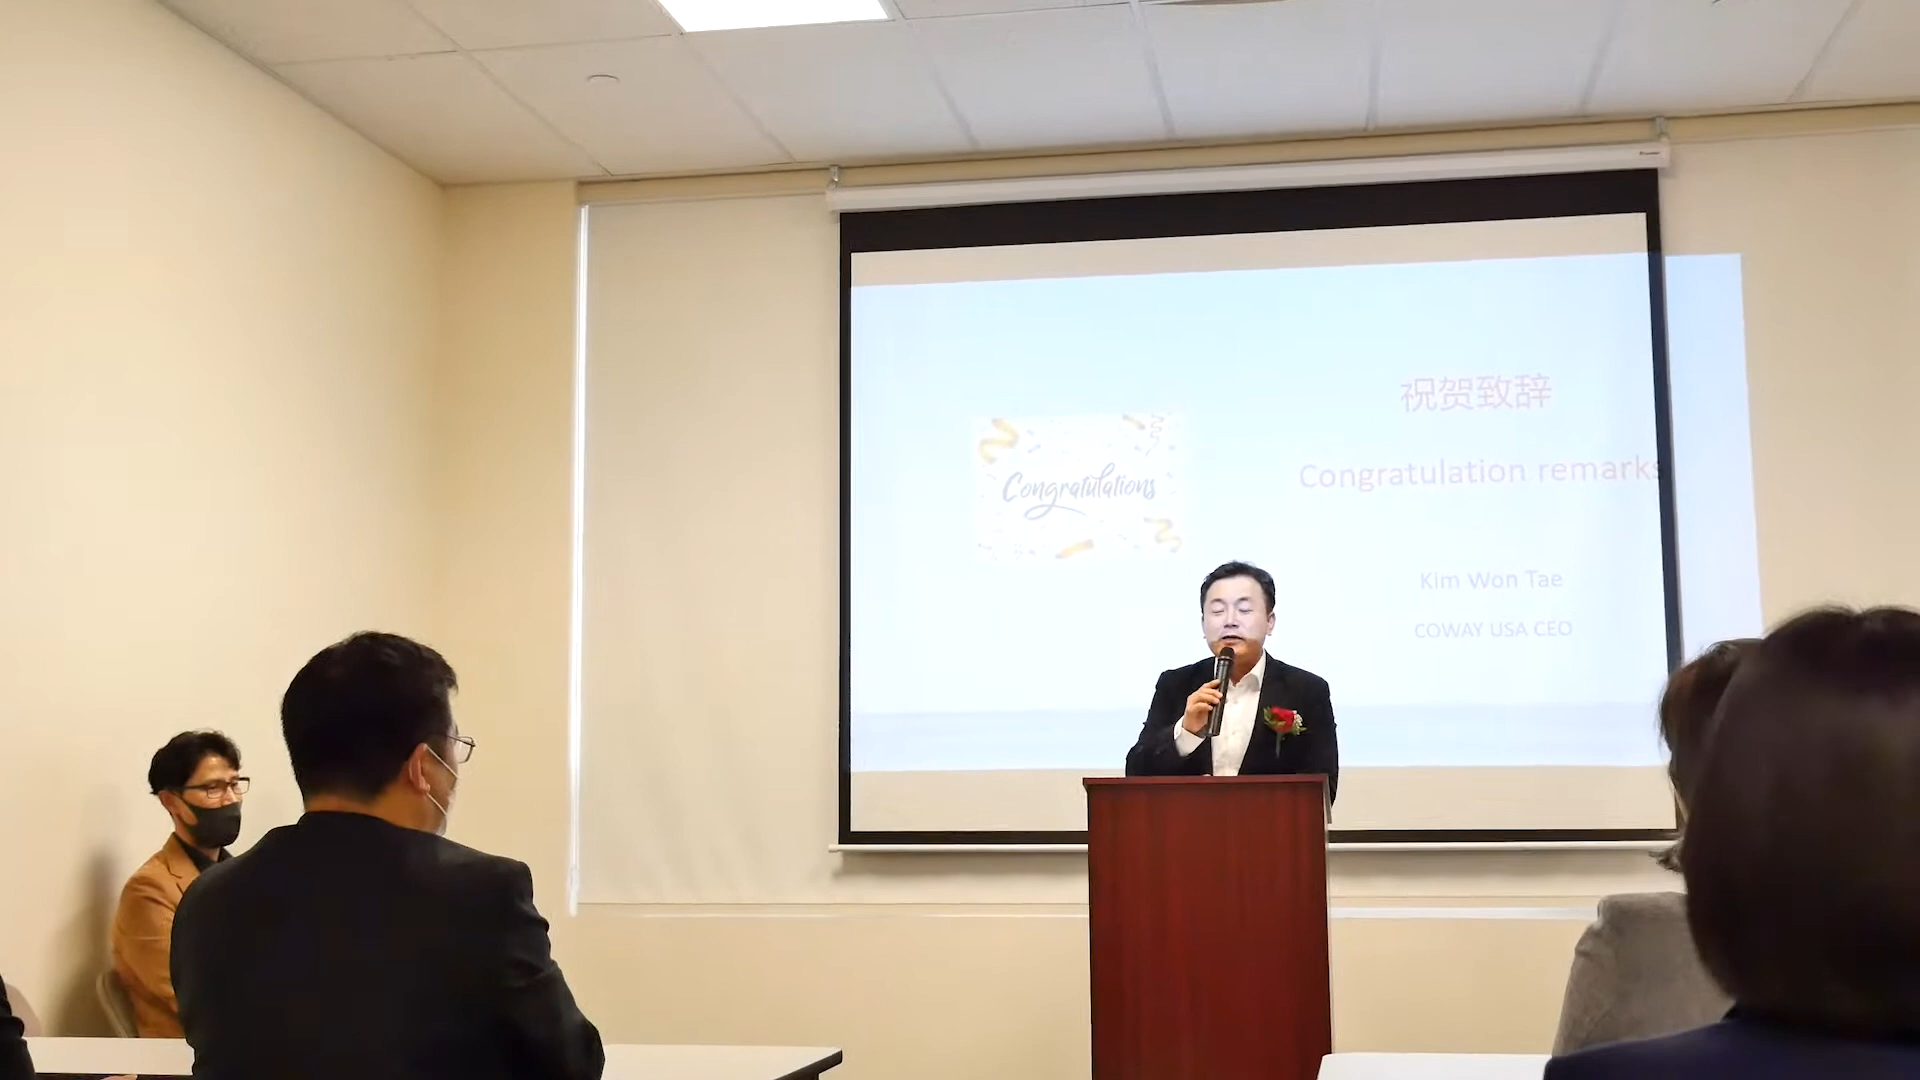 祝贺致辞
Congratulations
Congratulation remarks
Kim Won Tae
COWAY USA CEO